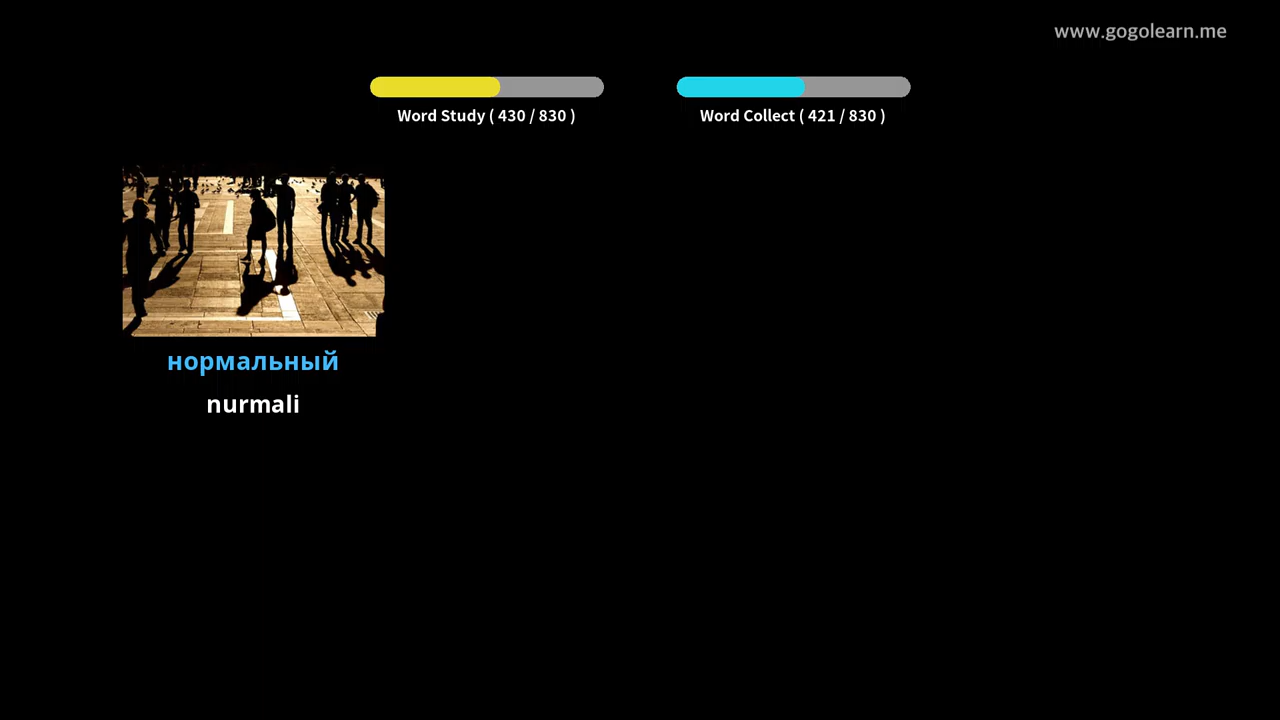 www.gogolearn.me
Word Study ( 430 / 830 )
Word Collect ( 421 / 830 )
нормальный
nurmali